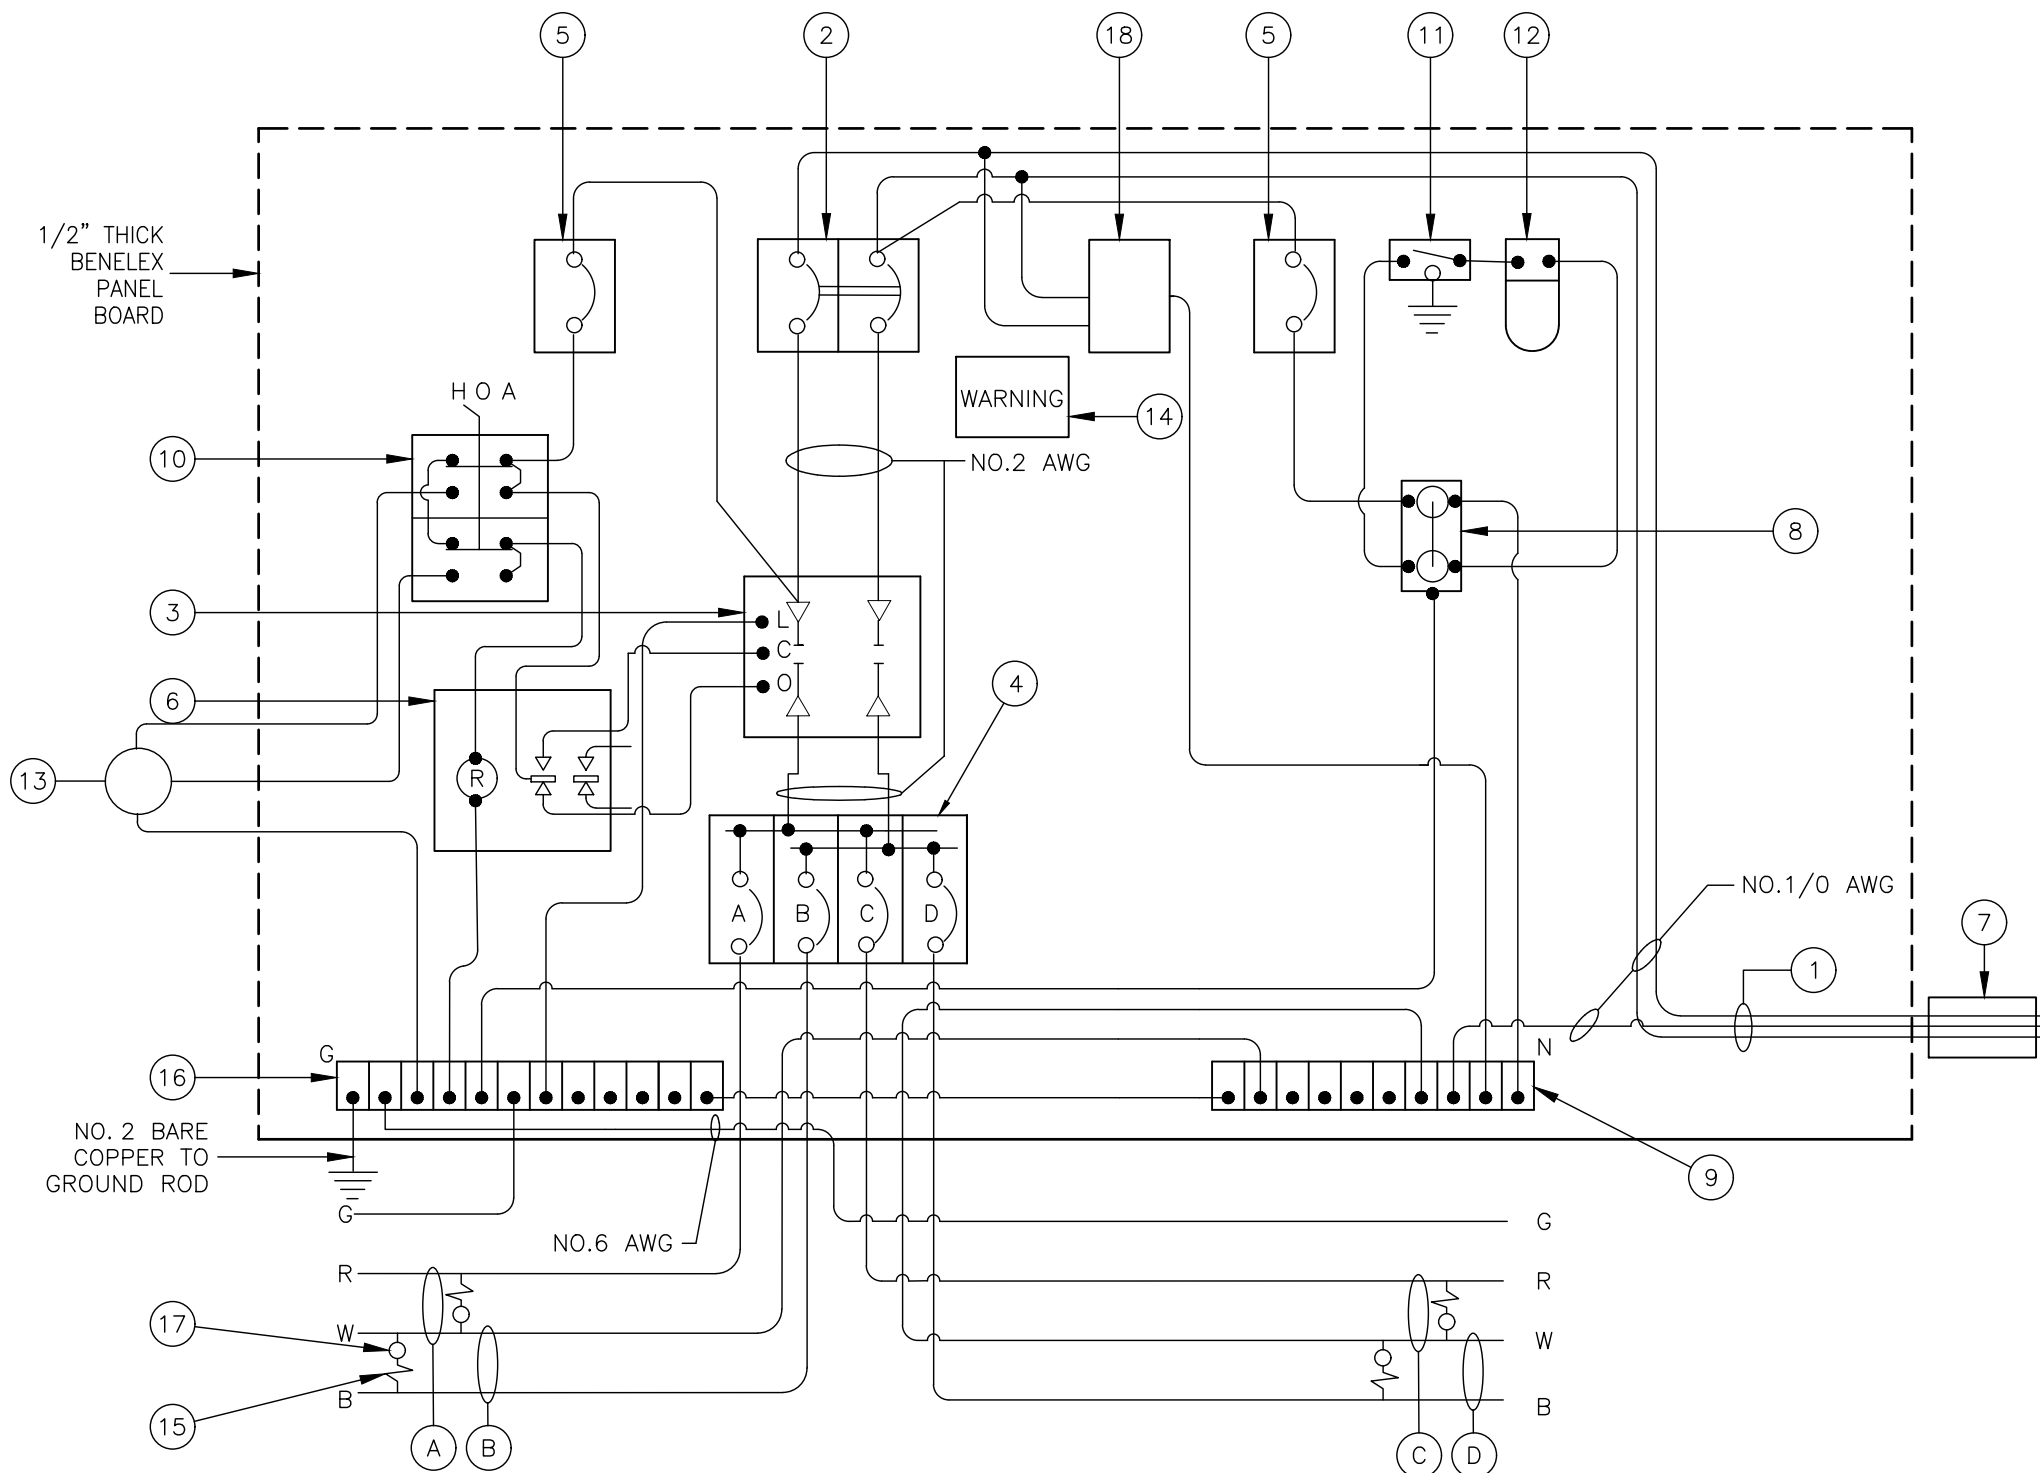 5
2
18
5
11
12
1/2" THICK
BENELEX
PANEL
BOARD
H O A
WARNING
14
10
NO.2 AWG
8
3
L
C
O
6
4
13
R
A
B
C
D
NO.1/0 AWG
7
1
G
N
16
NO. 2 BARE
COPPER TO
GROUND ROD
9
G
NO.6 AWG
G
R
R
17
W
W
15
B
B
A
B
C
D